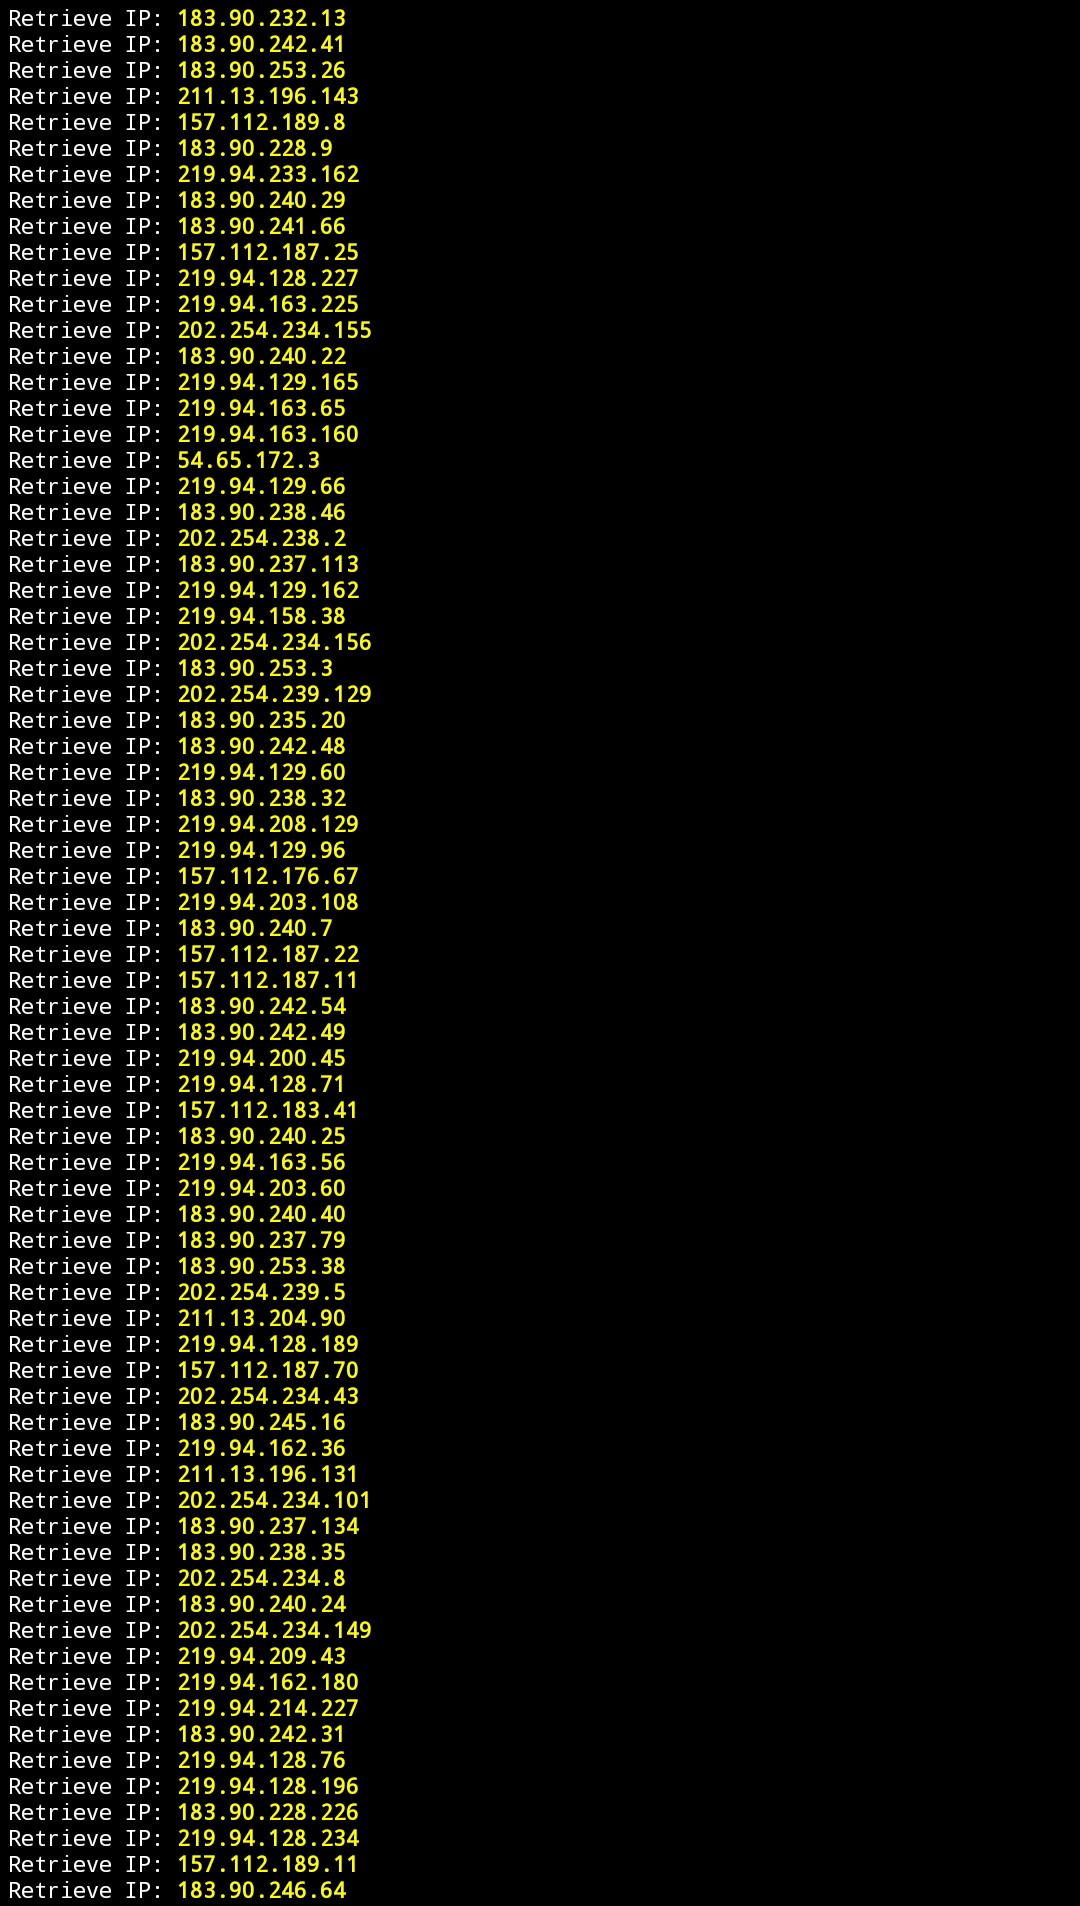 Retrieve IP: 183.90.232.13
Retrieve IP: 183.90.242.41
Retrieve IP: 183.90.253.26
Retrieve IP: 211.13.196.143
Retrieve IP: 157.112.189.8
Retrieve IP: 183.90.228.9
Retrieve IP: 219.94.233.162
Retrieve IP: 183.90.240.29
Retrieve IP: 183.90.241.66
Retrieve IP: 157.112.187.25
Retrieve IP: 219.94.128.227
Retrieve IP: 219.94.163.225
Retrieve IP: 202.254.234.155
Retrieve IP: 183.90.240.22
Retrieve IP: 219.94.129.165
Retrieve IP: 219.94.163.65
Retrieve IP: 219.94.163.160
Retrieve IP: 54.65.172.3
Retrieve IP: 219.94.129.66
Retrieve IP: 183.90.238.46
Retrieve IP: 202.254.238.2
Retrieve IP: 183.90.237.113
Retrieve IP: 219.94.129.162
Retrieve IP: 219.94.158.38
Retrieve IP: 202.254.234.156
Retrieve IP: 183.90.253.3
Retrieve IP: 202.254.239.129
Retrieve IP: 183.90.235.20
Retrieve IP: 183.90.242.48
Retrieve IP: 219.94.129.60
Retrieve IP: 183.90.238.32
Retrieve IP: 219.94.208.129
Retrieve IP: 219.94.129.96
Retrieve IP: 157.112.176.67
Retrieve IP: 219.94.203.108
Retrieve IP: 183.90.240.7
Retrieve IP: 157.112.187.22
Retrieve IP: 157.112.187.11
Retrieve IP: 183.90.242.54
Retrieve IP: 183.90.242.49
Retrieve IP: 219.94.200.45
Retrieve IP: 219.94.128.71
Retrieve IP: 157.112.183.41
Retrieve IP: 183.90.240.25
Retrieve IP: 219.94.163.56
Retrieve IP: 219.94.203.60
Retrieve IP: 183.90.240.40
Retrieve IP: 183.90.237.79
Retrieve IP: 183.90.253.38
Retrieve IP: 202.254.239.5
Retrieve IP: 211.13.204.90
Retrieve IP: 219.94.128.189
Retrieve IP: 157.112.187.70
Retrieve IP: 202.254.234.43
Retrieve IP: 183.90.245.16
Retrieve IP: 219.94.162.36
Retrieve IP: 211.13.196.131
Retrieve IP: 202.254.234.101
Retrieve IP: 183.90.237.134
Retrieve IP: 183.90.238.35
Retrieve IP: 202.254.234.8
Retrieve IP: 183.90.240.24
Retrieve IP: 202.254.234.149
Retrieve IP: 219.94.209.43
Retrieve IP: 219.94.162.180
Retrieve IP: 219.94.214.227
Retrieve IP: 183.90.242.31
Retrieve IP: 219.94.128.76
Retrieve IP: 219.94.128.196
Retrieve IP: 183.90.228.226
Retrieve IP: 219.94.128.234
Retrieve IP: 157.112.189.11
Retrieve IP: 183.90.246.64